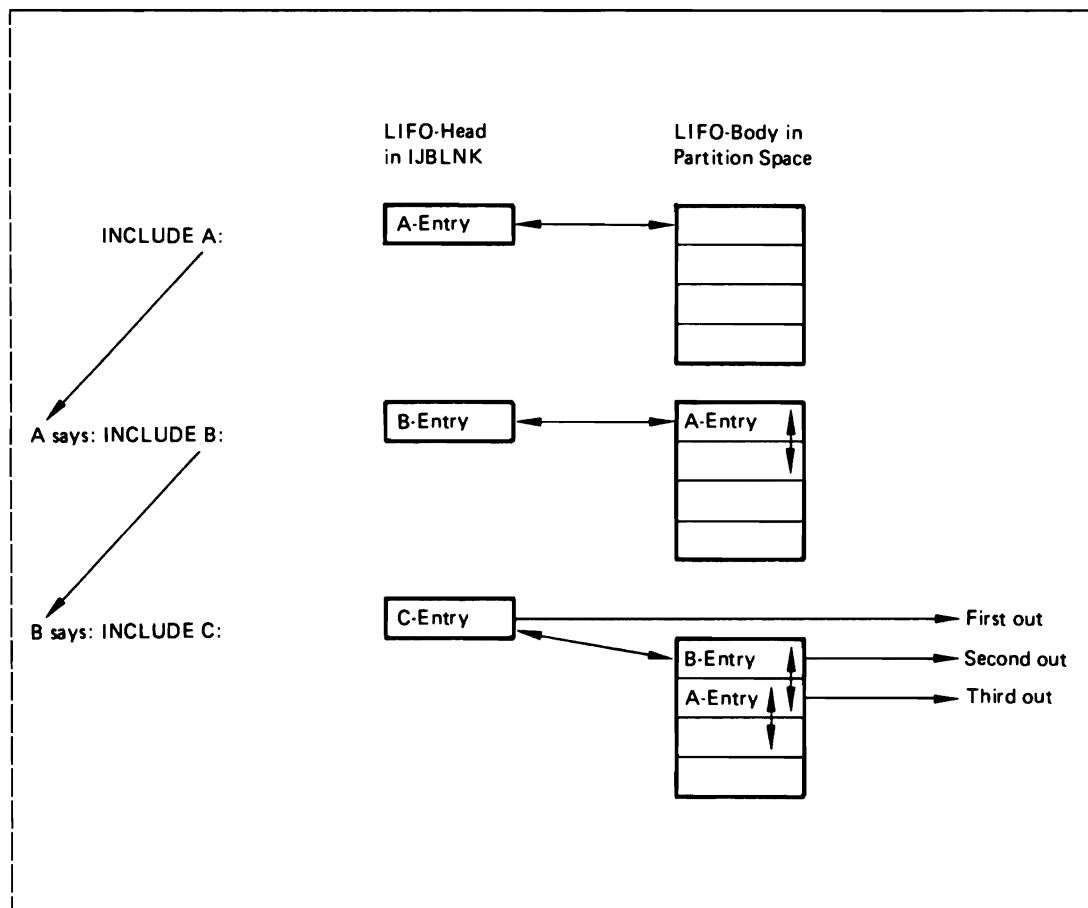 LIFO-Head
in IJBLNK
LIFO-Body in
Partition Space
INCLUDE A:
A-Entry
A says: INCLUDE B:
B-Entry
A-Entry
B says: INCLUDE C:
C-Entry
First out
B-Entry
Second out
A-Entry
Third out